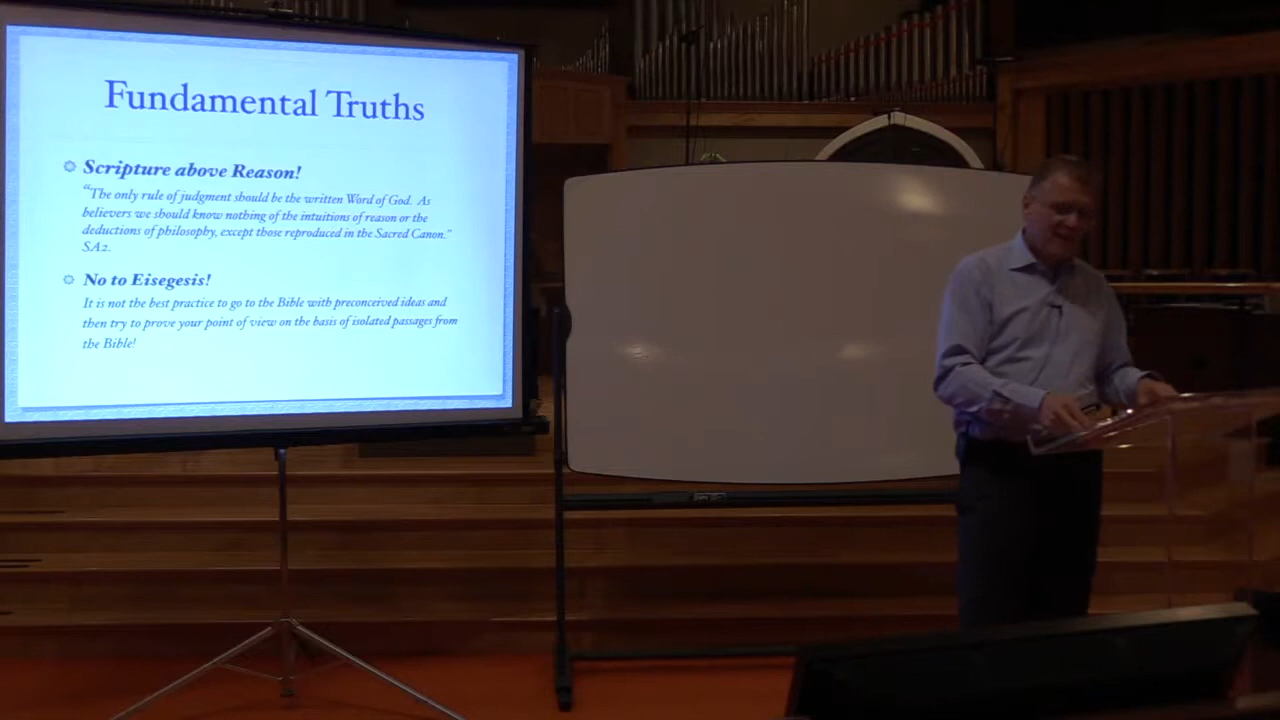 Fundamental Truths
Scripture above Reason!
“The only rule of judgment should be the written Word of God. As
believers we should know nothing of the intuitions of reason or the
deductions of philosophy, except those reproduced in the Sacred Canon.”
SA2.
No to Eisegesis!
It is not the best practice to go to the Bible with preconceived ideas and
then try to prove your point of view on the basis of isolated passages from
the Bible!